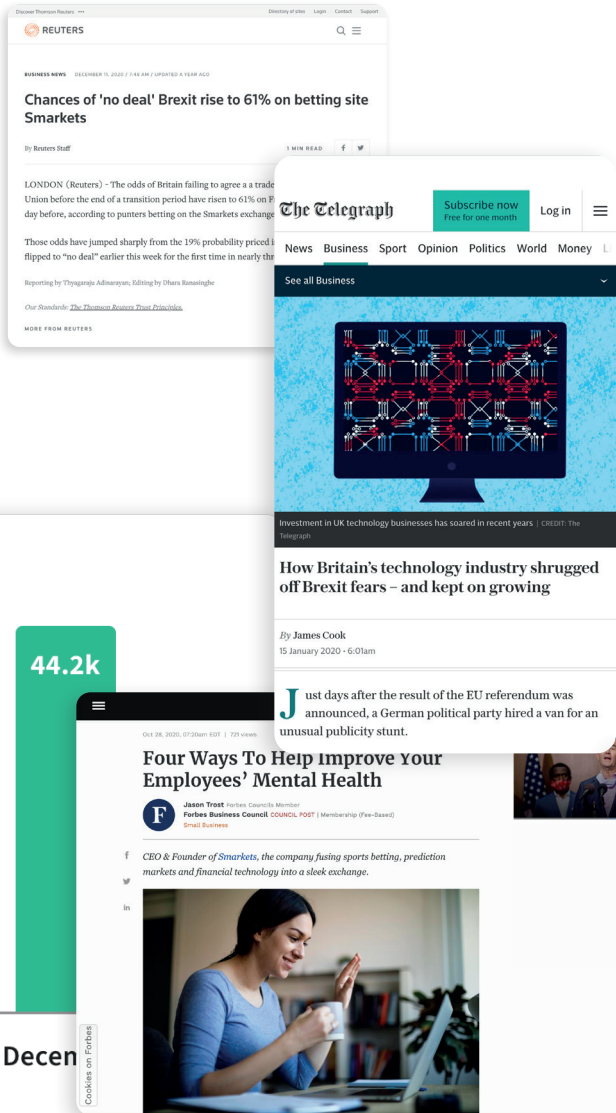 Discover Thomson Reuters •••
Directory of sites Login Contact Support
REUTERS
BUSINESS NEWS DECEMBER 11, 2020 / 7:46 AM / UPDATED A YEAR AGO
Chances of 'no deal' Brexit rise to 61% on betting site
Smarkets
By Reuters Staff
1 MIN READ
LONDON (Reuters) - The odds of Britain failing to agree a a trade
Union before the end of a transition period have risen to 61% on F
day before, according to punters betting on the Smarkets exchange
Those odds have jumped sharply from the 19% probability priced i
flipped to “no deal” earlier this week for the first time in nearly thr
Reporting by Thyagaraju Adinarayan; Editing by Dhara Ranasinghe
Our Standards: The Thomson Reuters Trust Principles.
MORE FROM REUTERS
The Telegraph
Subscribe now
Free for one month
Log in
News Business Sport Opinion Politics World Money Li
See all Business
Investment in UK technology businesses has soared in recent years | CREDIT: The
Telegraph
How Britain’s technology industry shrugged
off Brexit fears – and kept on growing
By James Cook
15 January 2020 • 6:01am
Just days after the result of the EU referendum was
announced, a German political party hired a van for an
unusual publicity stunt.
44.2k
Decem
Oct 28, 2020, 07:20am EDT | 721 views
Four Ways To Help Improve Your
Employees’ Mental Health
F
Jason Trost Forbes Councils Member
Forbes Business Council COUNCIL POST | Membership (Fee-Based)
Small Business
CEO & Founder of Smarkets, the company fusing sports betting, prediction
markets and financial technology into a sleek exchange.
Cookies on Forbes